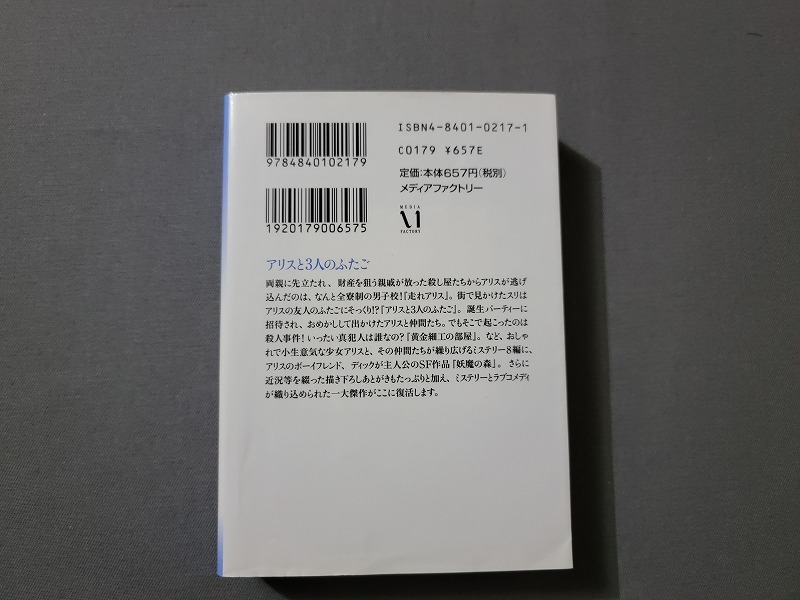 ISBN4-8401-0217-1
9784840102179
C0179 ¥657E
定価:本体657円(税別)
メディアファクトリー
1920179006575
MEDIA
FACTORY
アリスと3人のふたご
両親に先立たれ、財産を狙う親戚が放った殺し屋たちからアリスが逃げ
込んだのは、なんと全寮制の男子校!『走れアリス』。街で見かけたスリは
アリスの友人のふたごにそっくり!?『アリスと3人のふたご』。誕生パーティーに
招待され、おめかしして出かけたアリスと仲間たち。でもそこで起こったのは
殺人事件!いったい真犯人は誰なの?『黄金細工の部屋』。など、おしゃ
れで小生意気な少女アリスと、その仲間たちが繰り広げるミステリー8編に、
アリスのボーイフレンド、ディックが主人公のSF作品『妖魔の森』。さらに
近況等を綴った描き下ろしあとがきもたっぷりと加え、ミステリーとラブコメディ
が織り込められた一大傑作がここに復活します。